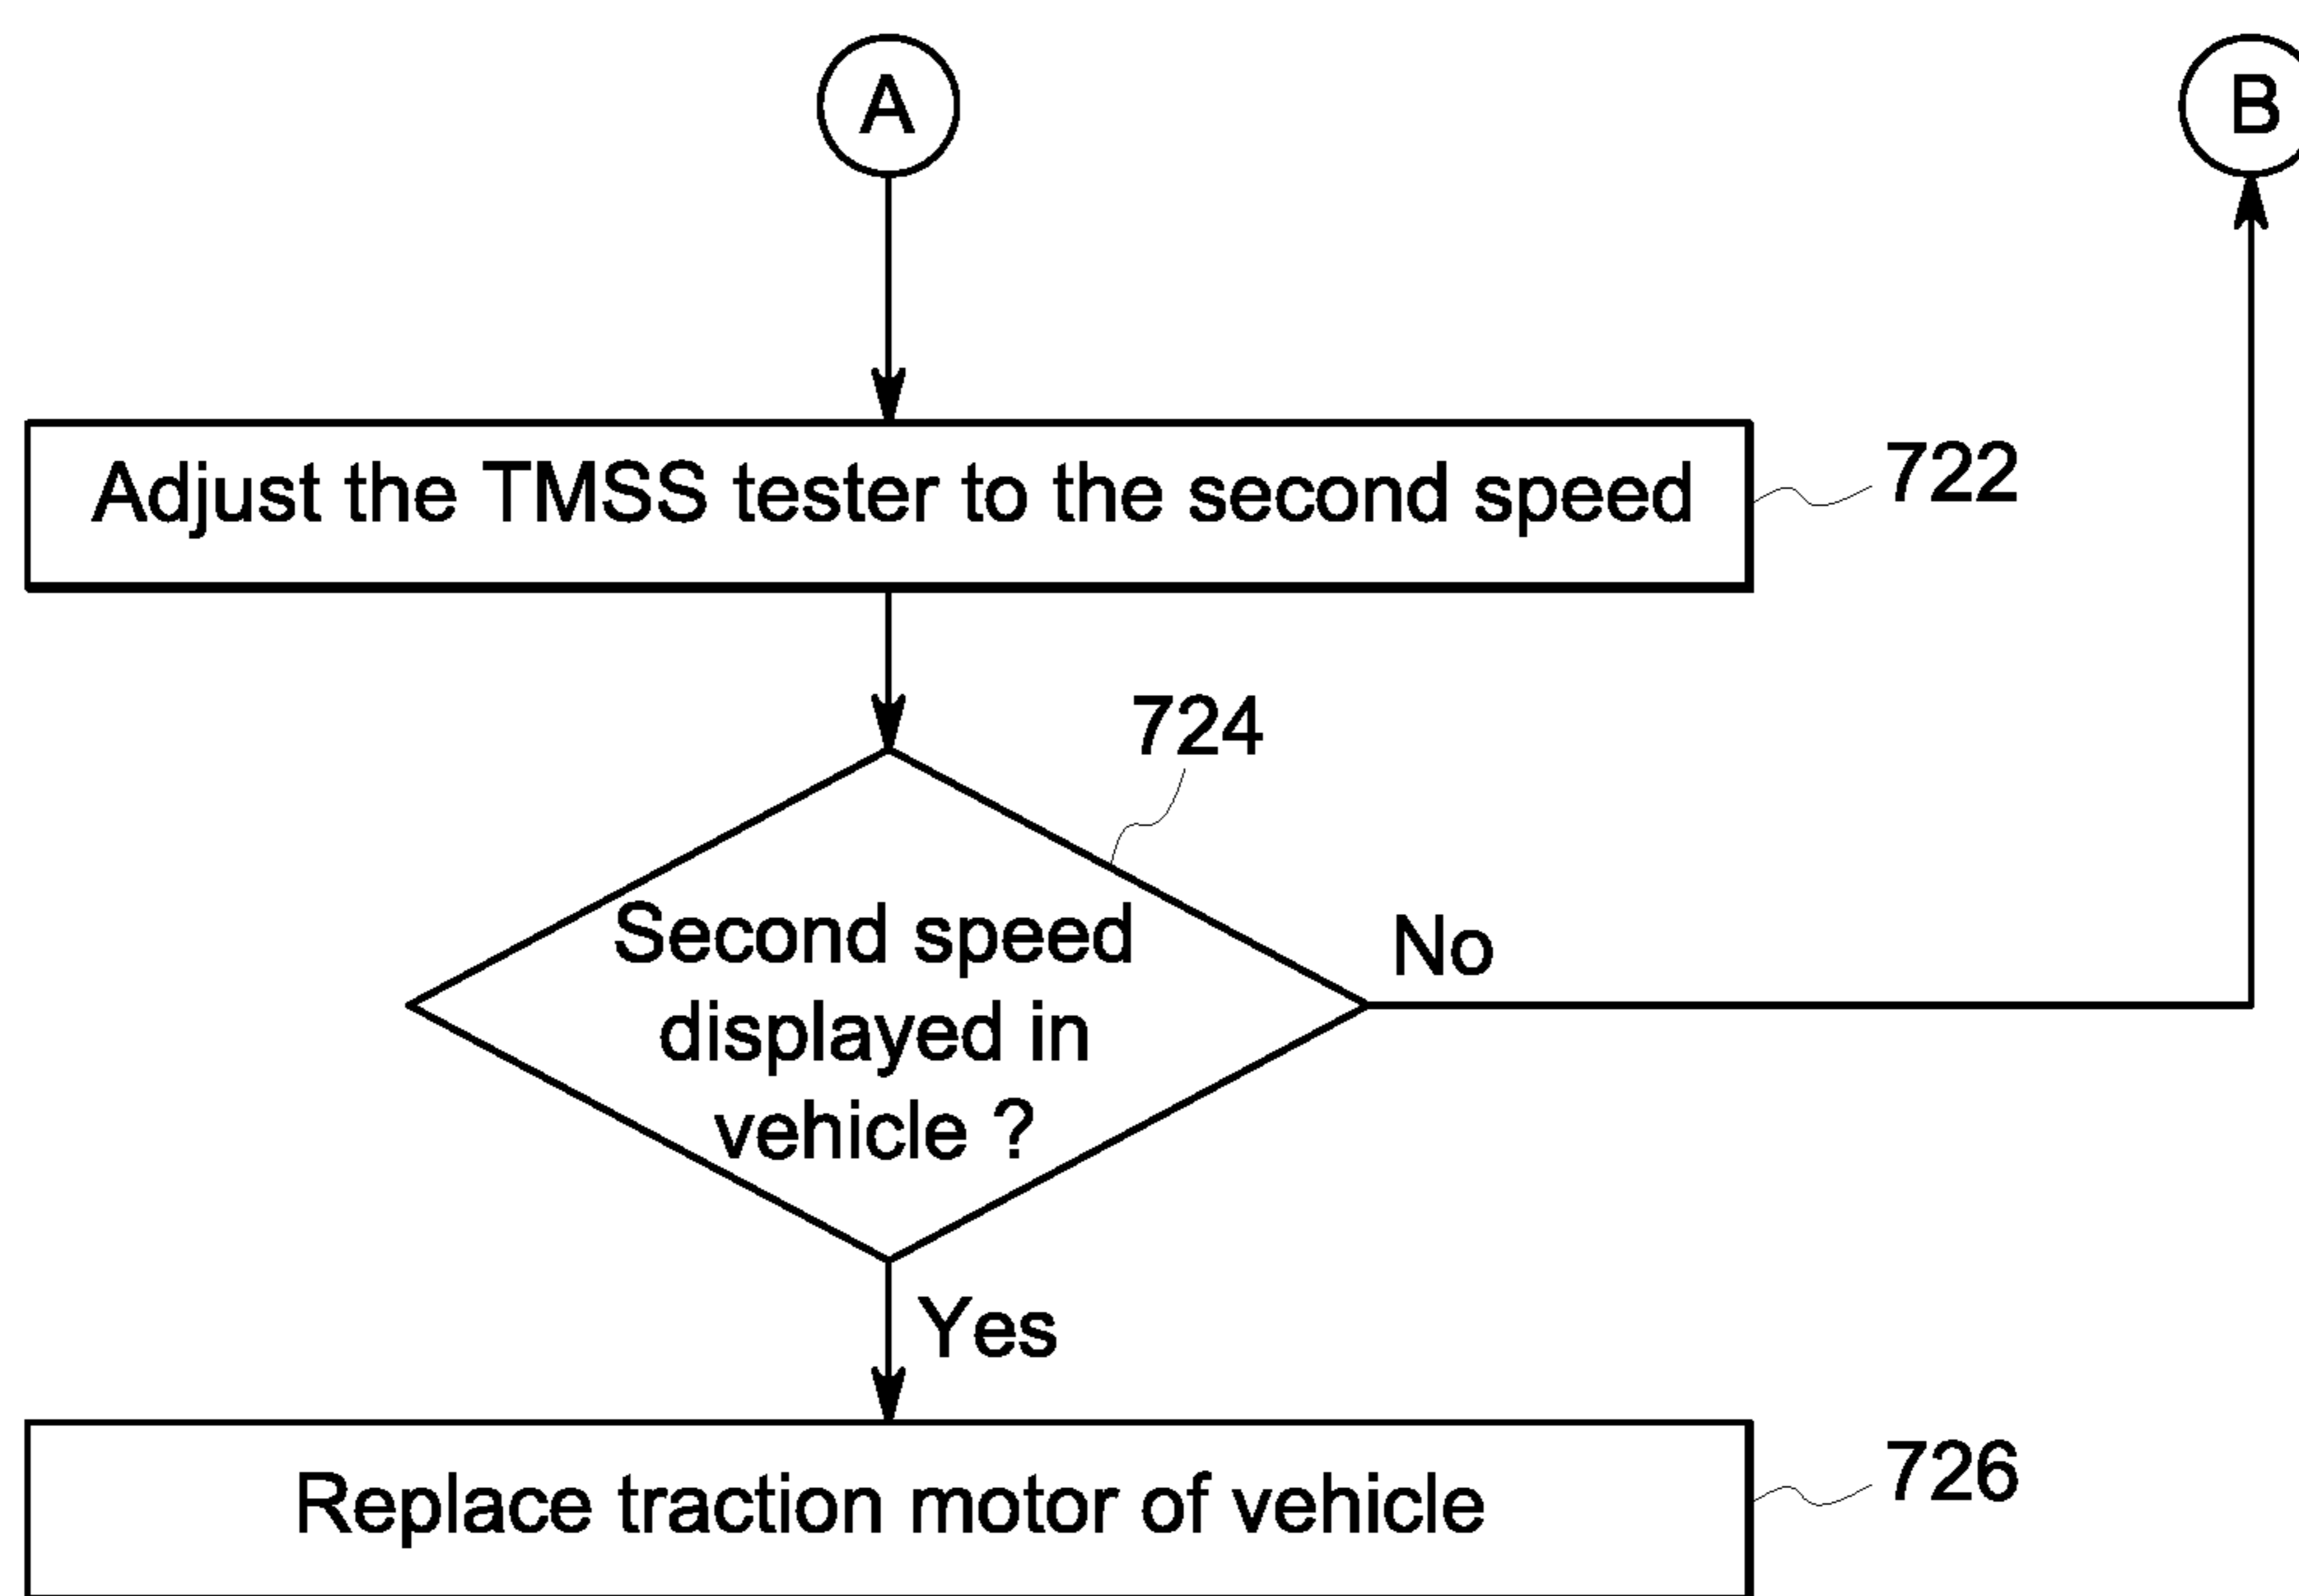 A
B
Adjust the TMSS tester to the second speed
722
724
Second speed
displayed in
vehicle ?
No
Yes
Replace traction motor of vehicle
726